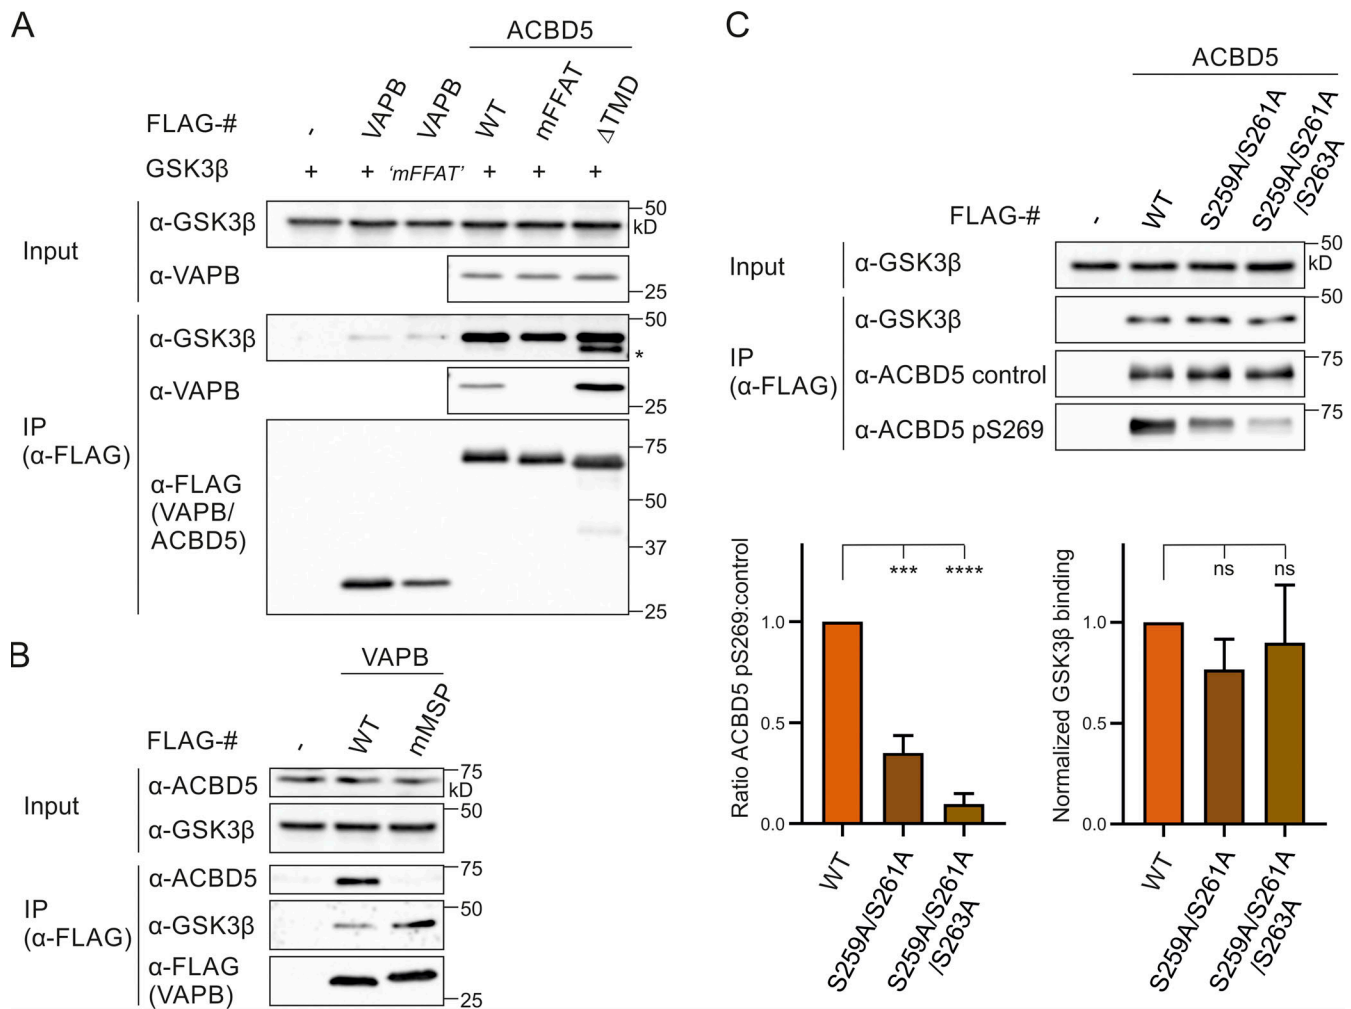 A
ACBD5
FLAG-# - VAPB VAPB WT mFFAT ΔTMD
GSK3β + + 'mFFAT' + + +
Input
α-GSK3β
50
kD
α-VAPB
25
IP
(α-FLAG)
α-GSK3β
50
*
α-VAPB
25
α-FLAG
(VAPB/
ACBD5)
75
50
37
25
B
VAPB
FLAG-# - WT mMSP
Input
α-ACBD5
75
kD
α-GSK3β
50
IP
(α-FLAG)
α-ACBD5
75
α-GSK3β
50
α-FLAG
(VAPB)
25
C
ACBD5
FLAG-# - WT S259A/S261A S259A/S261A
/S263A
Input
α-GSK3β
50
kD
IP
(α-FLAG)
α-GSK3β
50
α-ACBD5 control
75
α-ACBD5 pS269
75
Ratio ACBD5 pS269:control
*** ****
1.0
0.5
0.0
WT
S259A/S261A
S259A/S261A
/S263A
Normalized GSK3β binding
ns ns
1.0
0.5
0.0
WT
S259A/S261A
S259A/S261A
/S263A